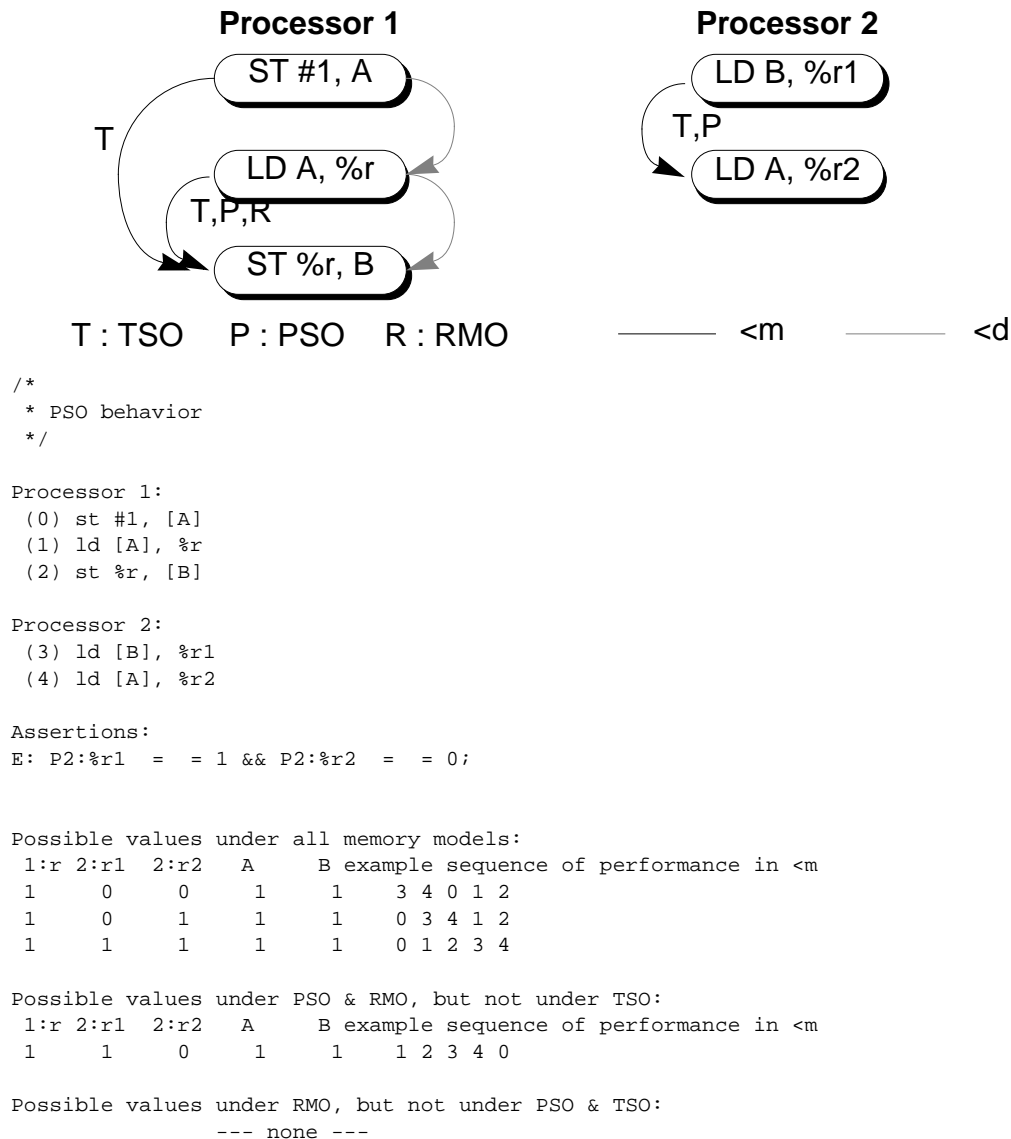 Processor 1 Processor 2
ST #1, A LD B, %r1
T T,P
LD A, %r LD A, %r2
T,P,R
ST %r, B
T : TSO P : PSO R : RMO <m <d
/*
 * PSO behavior
 */
Processor 1:
 (0) st #1, [A]
 (1) ld [A], %r
 (2) st %r, [B]
Processor 2:
 (3) ld [B], %r1
 (4) ld [A], %r2
Assertions:
E: P2:%r1 = = 1 && P2:%r2 = = 0;
Possible values under all memory models:
 1:r 2:r1 2:r2 A B example sequence of performance in <m
 1 0 0 1 1 3 4 0 1 2
 1 0 1 1 1 0 3 4 1 2
 1 1 1 1 1 0 1 2 3 4
Possible values under PSO & RMO, but not under TSO:
 1:r 2:r1 2:r2 A B example sequence of performance in <m
 1 1 0 1 1 1 2 3 4 0
Possible values under RMO, but not under PSO & TSO:
--- none ---